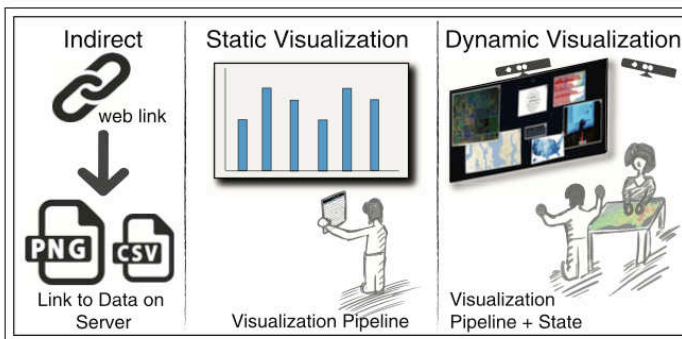 Indirect
web link
PNG
CSV
Link to Data on
Server
Static Visualization
Visualization Pipeline
Dynamic Visualization
Visualization
Pipeline + State